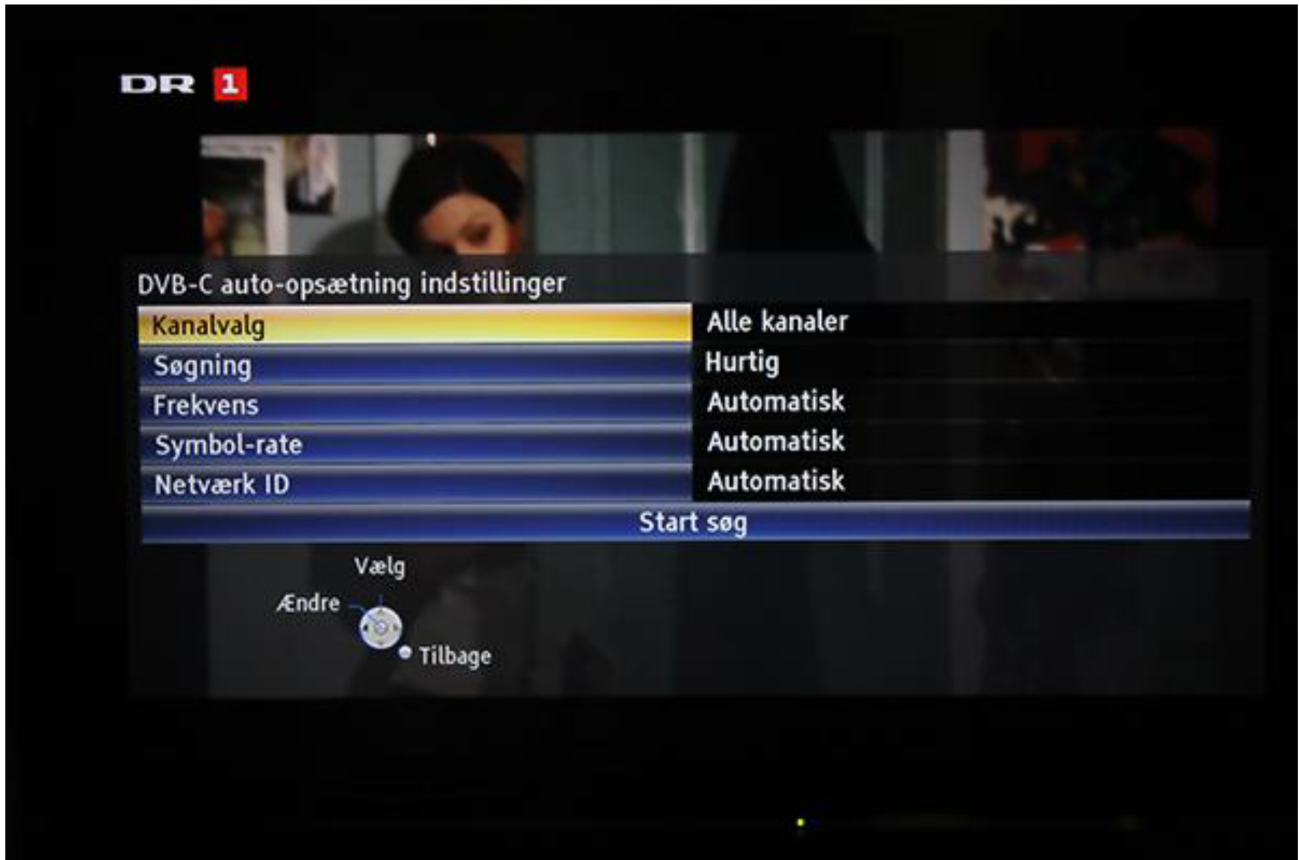 DR 1
DVB-C auto-opsætning indstillinger
Kanalvalg Alle kanaler
Søgning Hurtig
Frekvens Automatisk
Symbol-rate Automatisk
Netværk ID Automatisk
Start søg
Vælg
Ændre
Tilbage